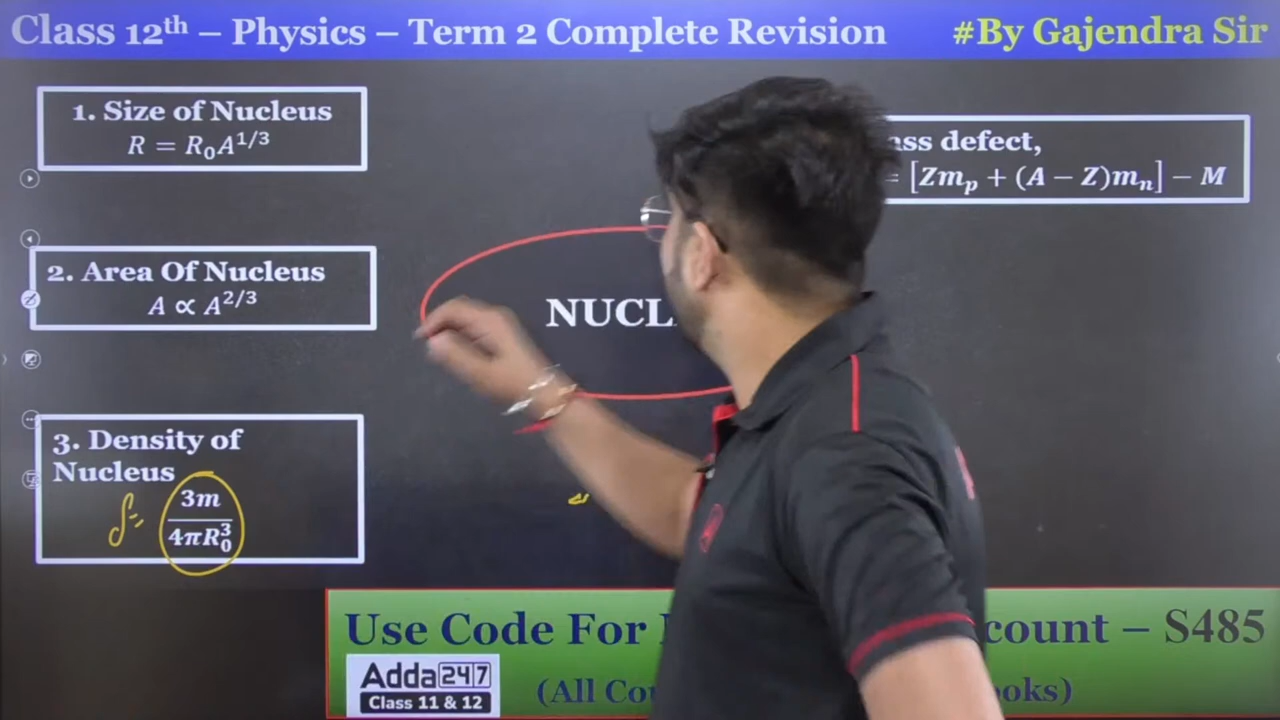 Class 12th – Physics – Term 2 Complete Revision #By Gajendra Sir
1. Size of Nucleus
R = R₀A^{1/3}
ass defect,
= [Zmₚ + (A − Z)mₙ] − M
2. Area Of Nucleus
A ∝ A^{2/3}
NUCL
3. Density of
Nucleus
ρ = 3m/4πR₀³
Use Code For count – S485
Adda247
Class 11 & 12
(All Cou ooks)